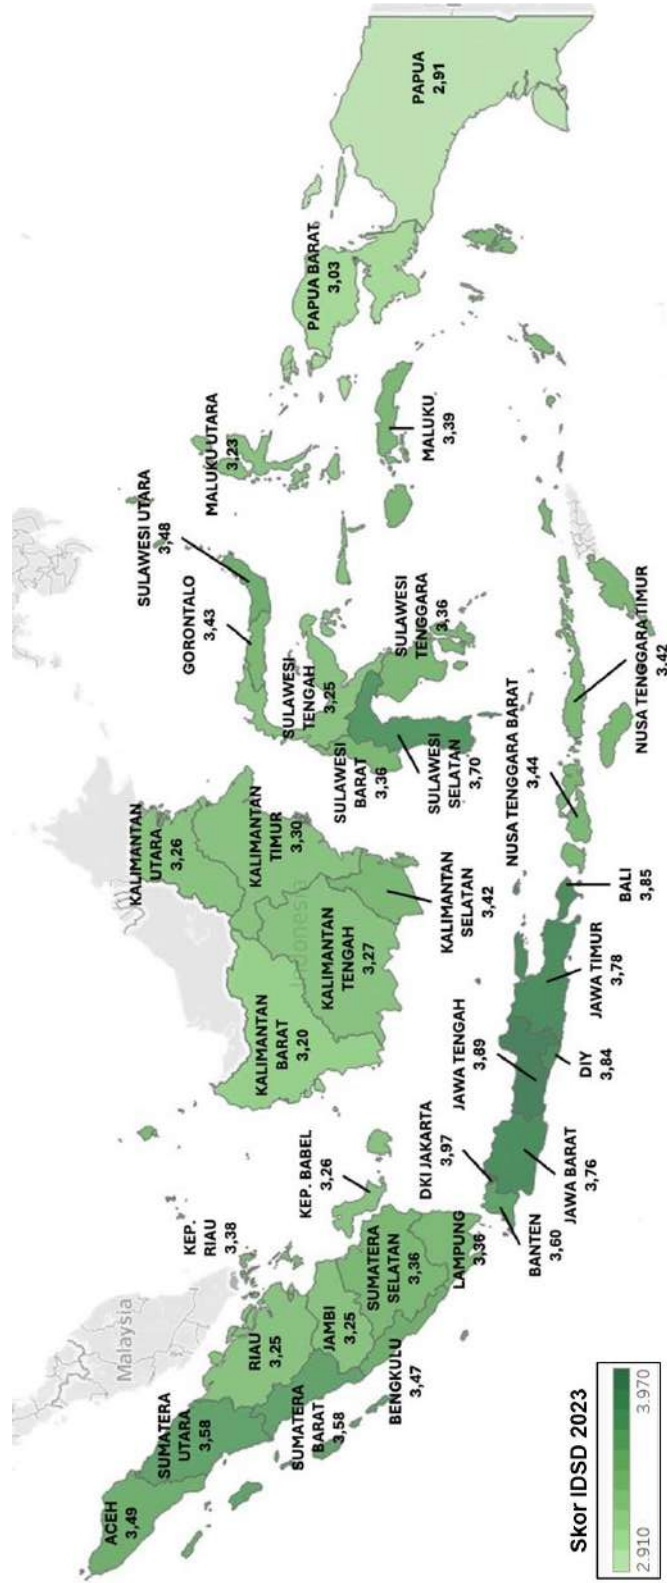 Malaysia
Indonesia
ACEH
3,49
SUMATERA
UTARA
3,58
RIAU
3,25
KEP.
RIAU
3,38
SUMATERA
BARAT
3,58
JAMBI
3,25
BENGKULU
3,47
SUMATERA
SELATAN
3,36
KEP. BABEL
3,26
LAMPUNG
3,36
BANTEN
3,60
DKI JAKARTA
3,97
JAWA BARAT
3,76
JAWA TENGAH
3,89
DIY
3,84
JAWA TIMUR
3,78
BALI
3,85
KALIMANTAN
BARAT
3,20
KALIMANTAN
TENGAH
3,27
KALIMANTAN
SELATAN
3,42
KALIMANTAN
TIMUR
3,30
KALIMANTAN
UTARA
3,26
NUSA TENGGARA BARAT
3,44
NUSA TENGGARA TIMUR
3,42
SULAWESI
BARAT
3,36
SULAWESI
SELATAN
3,70
SULAWESI
TENGAH
3,25
SULAWESI
TENGGARA
3,36
GORONTALO
3,43
SULAWESI UTARA
3,48
MALUKU UTARA
3,23
MALUKU
3,39
PAPUA BARAT
3,03
PAPUA
2,91
Skor IDSD 2023
2.910
3.970